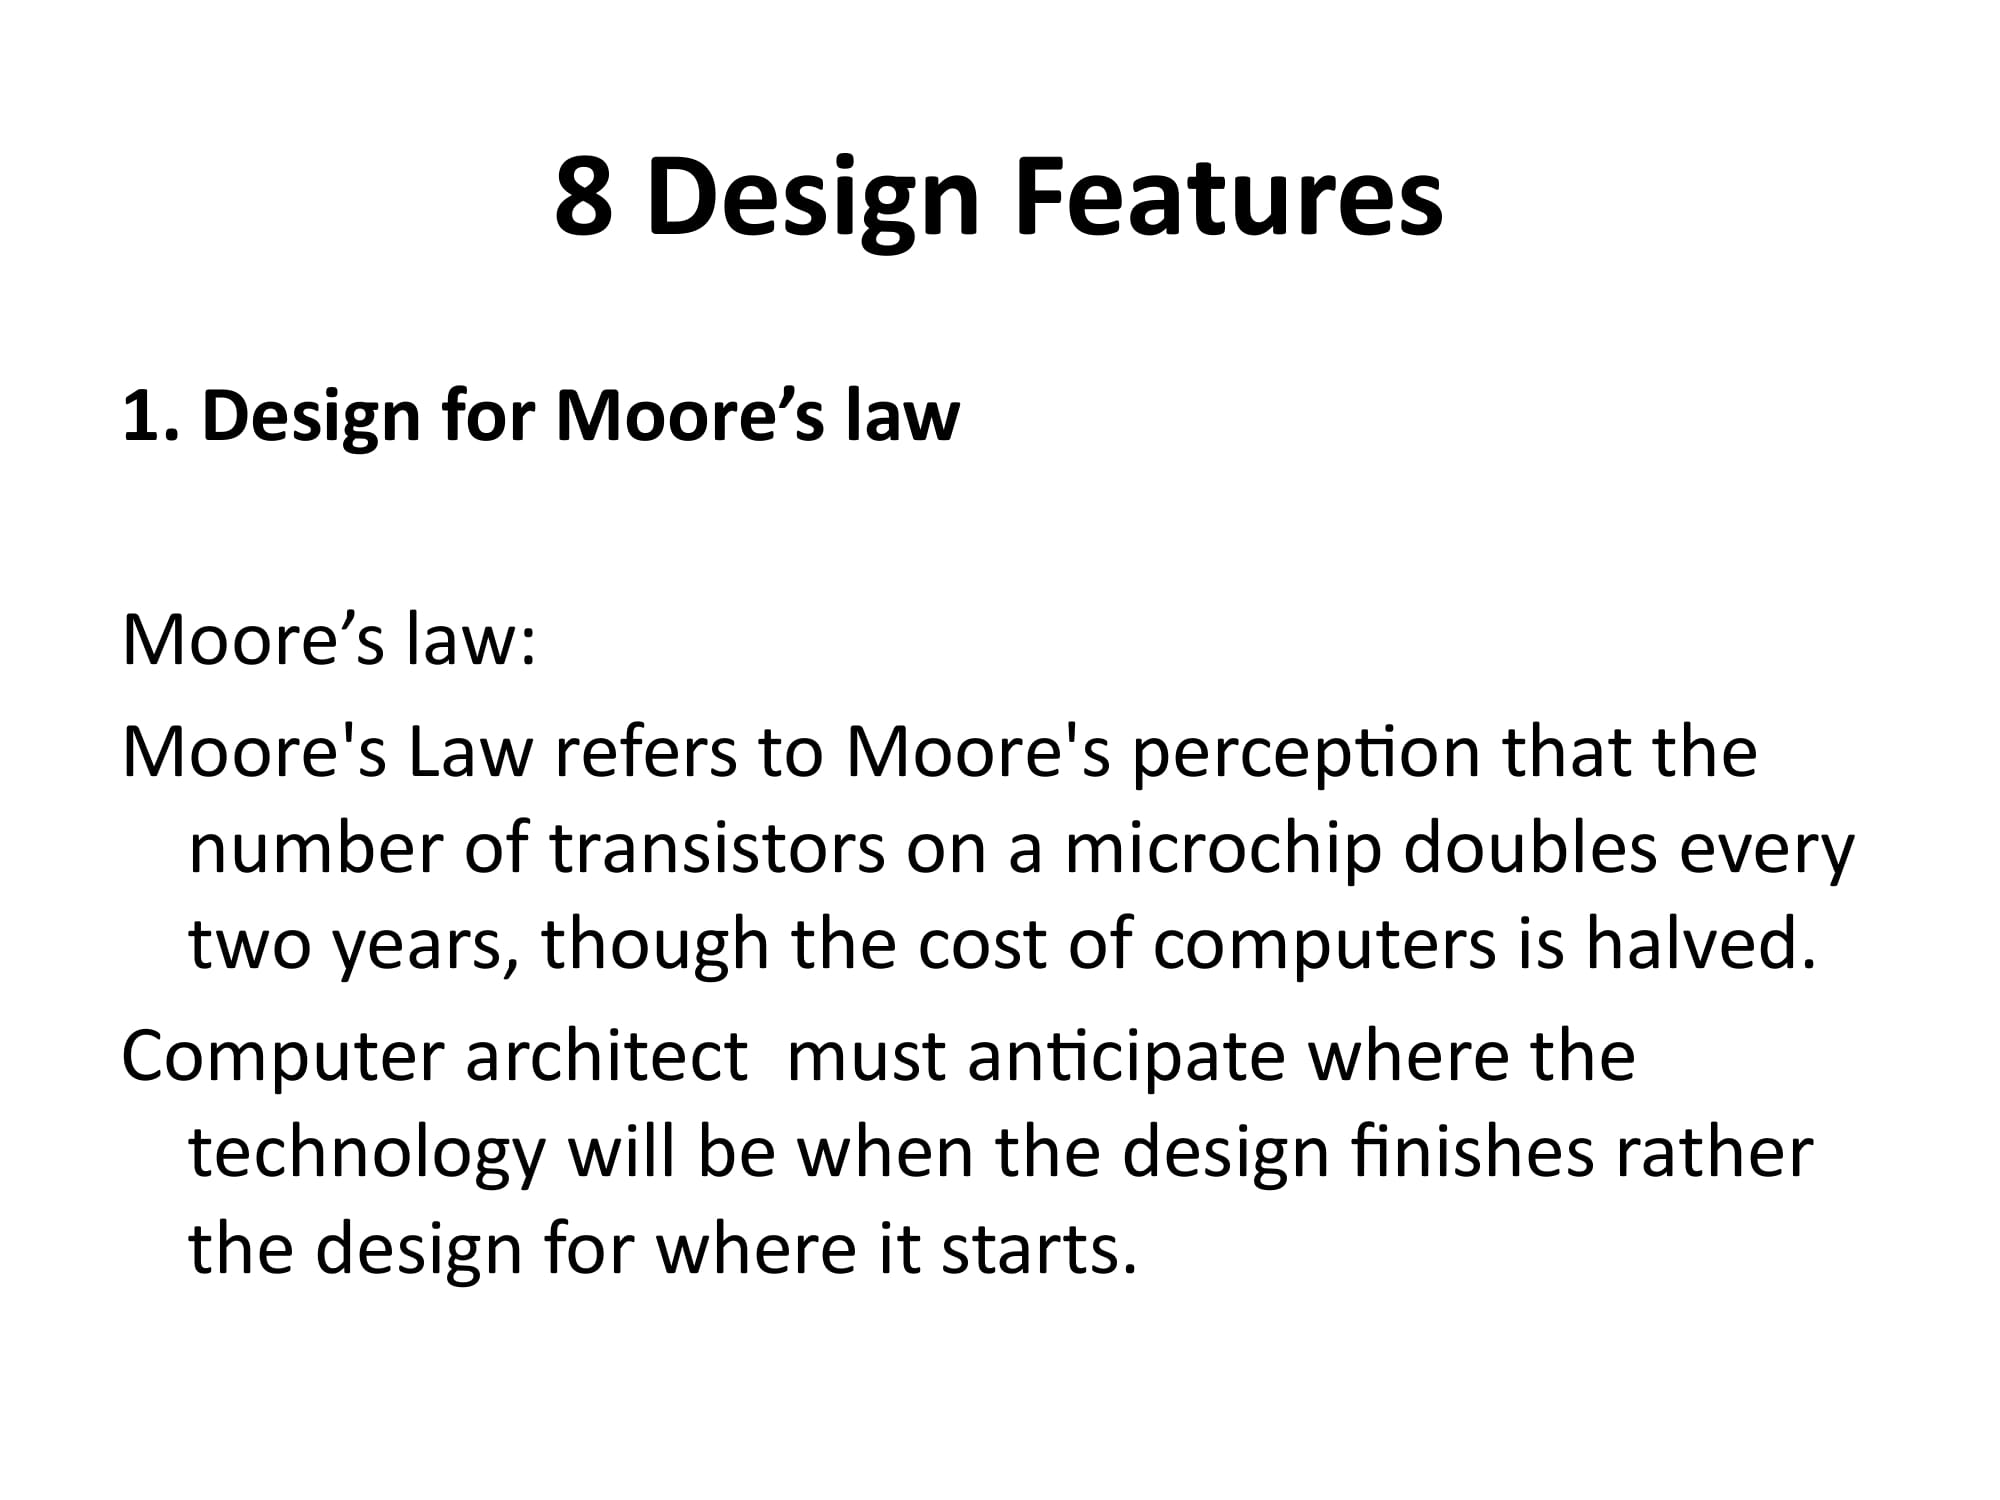 8 Design Features
1. Design for Moore’s law
Moore’s law:
Moore's Law refers to Moore's perception that the
number of transistors on a microchip doubles every
two years, though the cost of computers is halved.
Computer architect  must anticipate where the
technology will be when the design finishes rather
the design for where it starts.